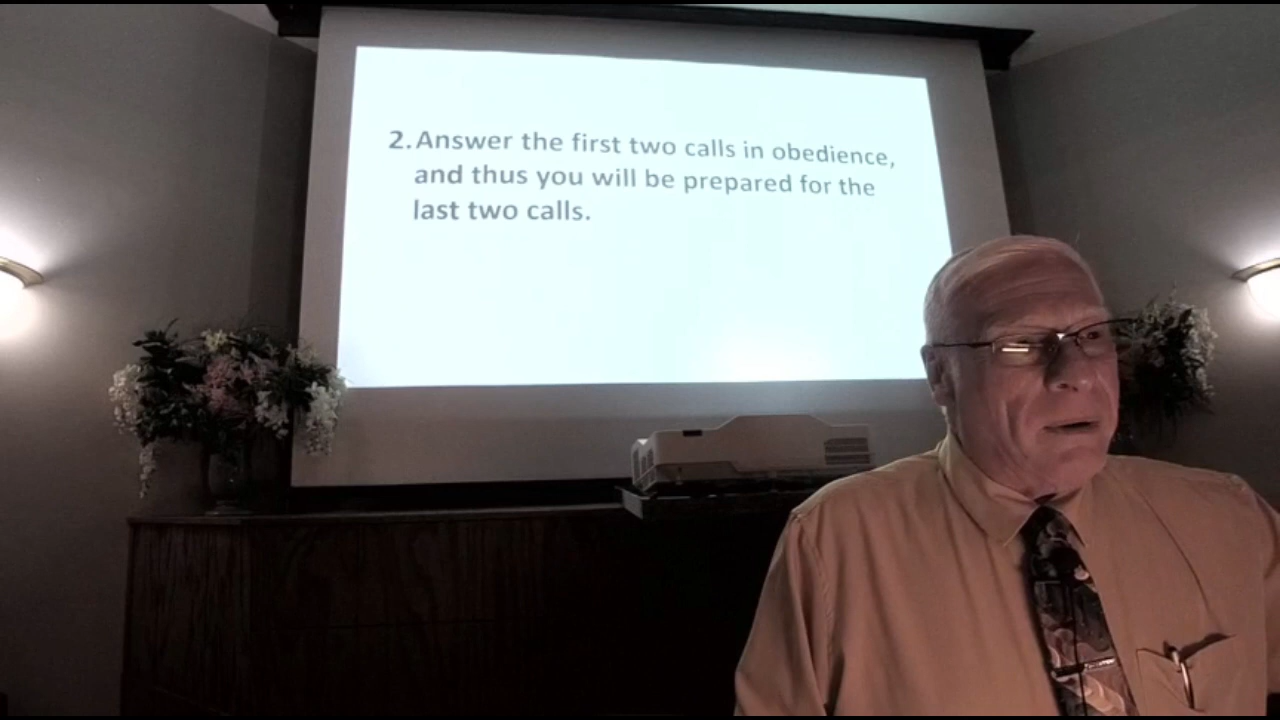 2. Answer the first two calls in obedience,
and thus you will be prepared for the
last two calls.